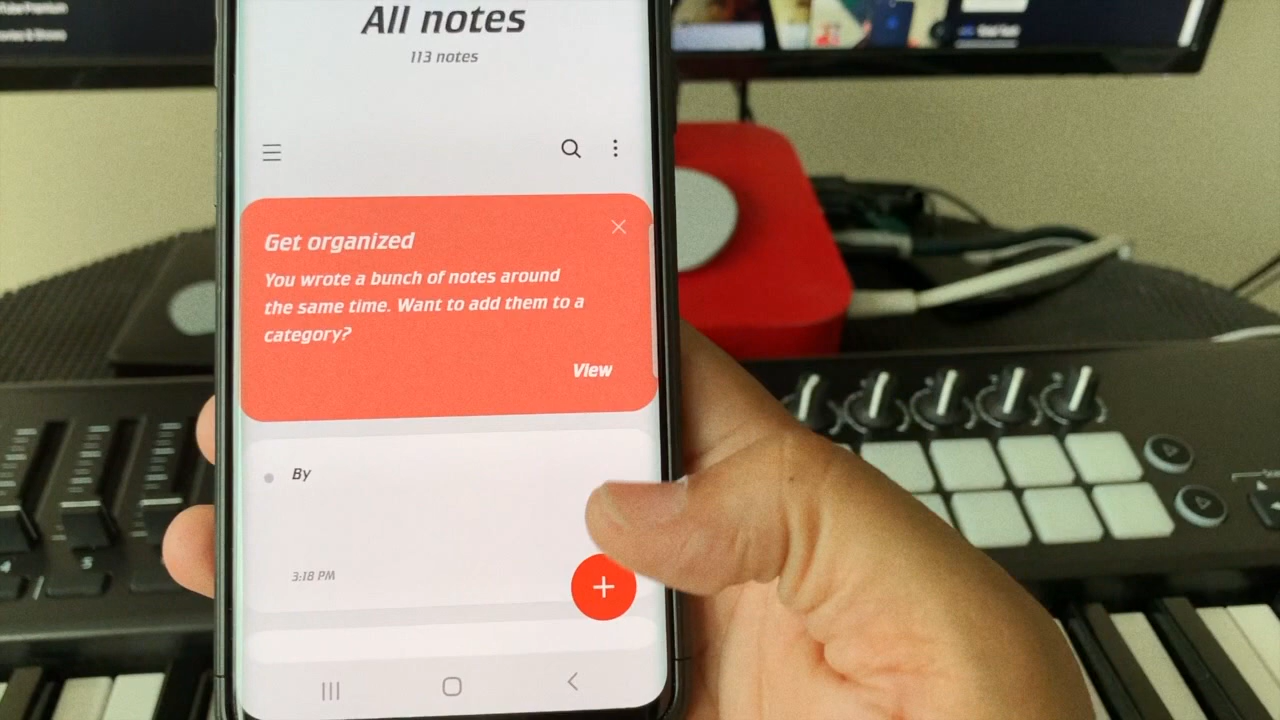 All notes
113 notes
Get organized
You wrote a bunch of notes around
the same time. Want to add them to a
category?
View
By
3:18 PM